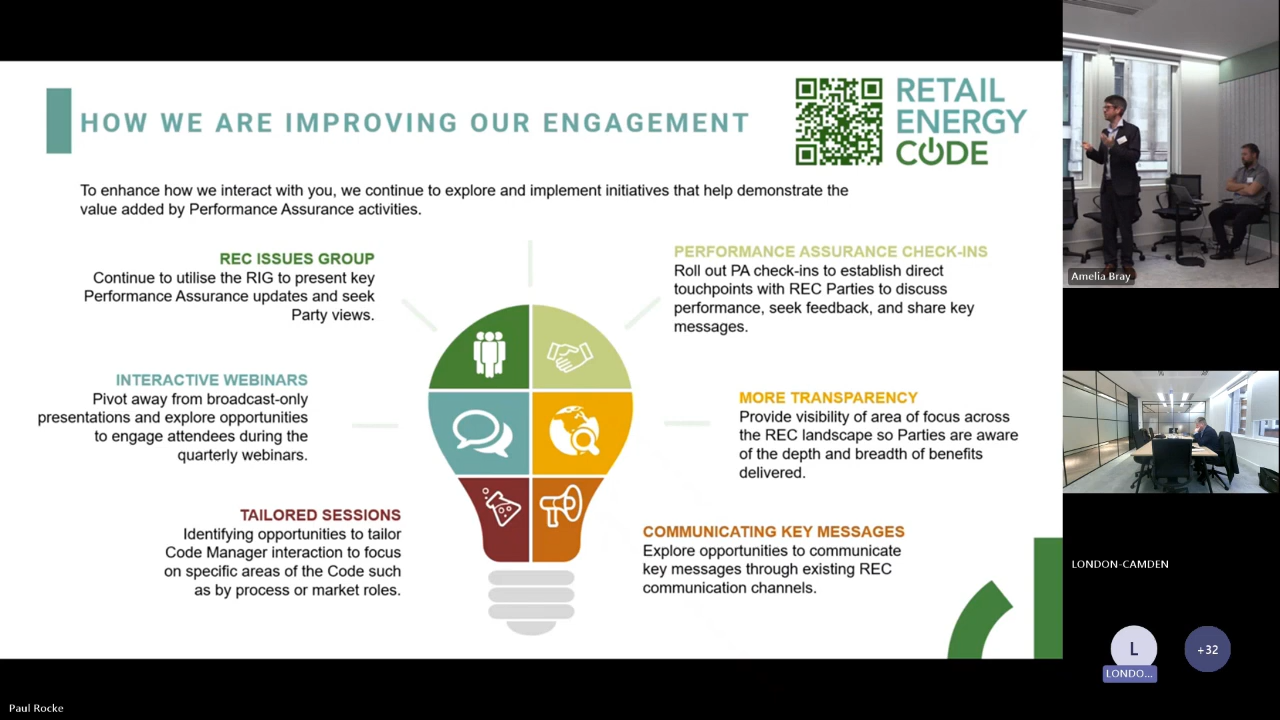 HOW WE ARE IMPROVING OUR ENGAGEMENT
RETAIL
ENERGY
CODE
To enhance how we interact with you, we continue to explore and implement initiatives that help demonstrate the
value added by Performance Assurance activities.
REC ISSUES GROUP
Continue to utilise the RIG to present key
Performance Assurance updates and seek
Party views.
PERFORMANCE ASSURANCE CHECK-INS
Roll out PA check-ins to establish direct
touchpoints with REC Parties to discuss
performance, seek feedback, and share key
messages.
INTERACTIVE WEBINARS
Pivot away from broadcast-only
presentations and explore opportunities
to engage attendees during the
quarterly webinars.
MORE TRANSPARENCY
Provide visibility of area of focus across
the REC landscape so Parties are aware
of the depth and breadth of benefits
delivered.
TAILORED SESSIONS
Identifying opportunities to tailor
Code Manager interaction to focus
on specific areas of the Code such
as by process or market roles.
COMMUNICATING KEY MESSAGES
Explore opportunities to communicate
key messages through existing REC
communication channels.
Amelia Bray
LONDON-CAMDEN
L
LONDO...
+32
Paul Rocke